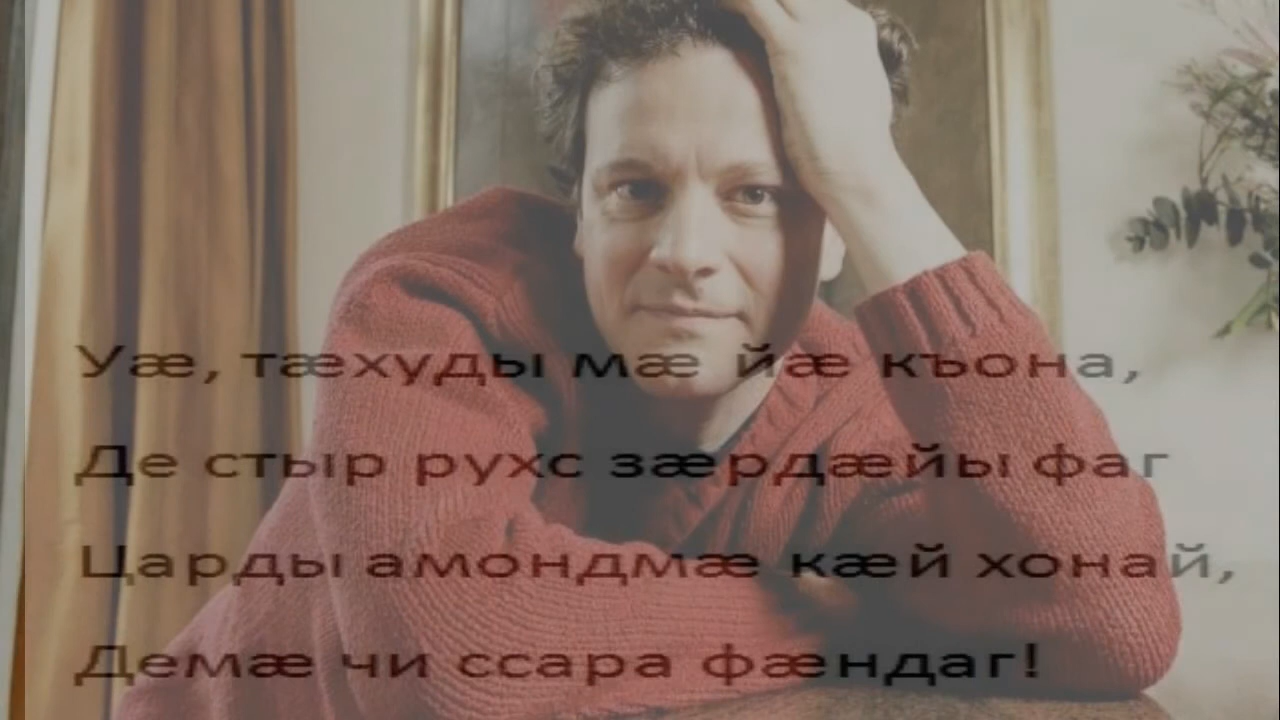 Уæ, тæхуды мæ йæ къона,
Де стыр рухс зæрдæйы фаг
Царды амондмæ кæй хонай,
Демæ чи ссара фæндаг!